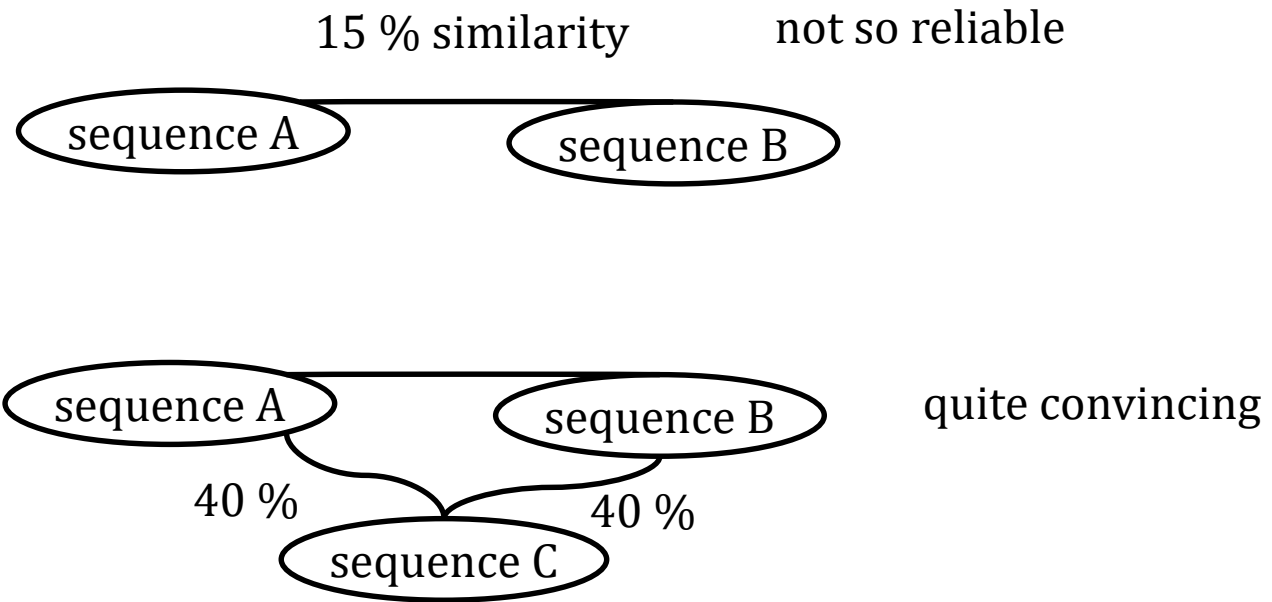 15 % similarity not so reliable
sequence A sequence B
sequence A sequence B quite convincing
40 % 40 %
sequence C